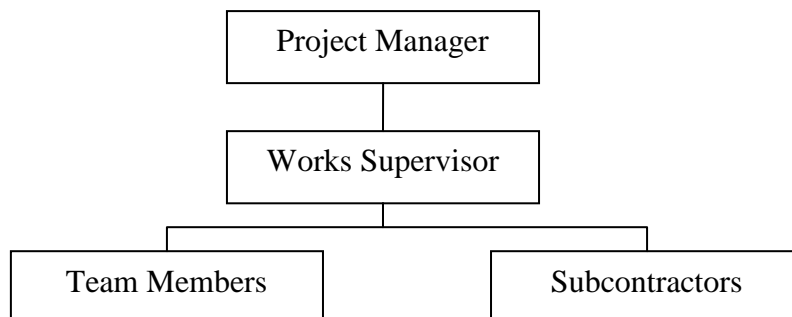 Project Manager
Works Supervisor
Team Members
Subcontractors